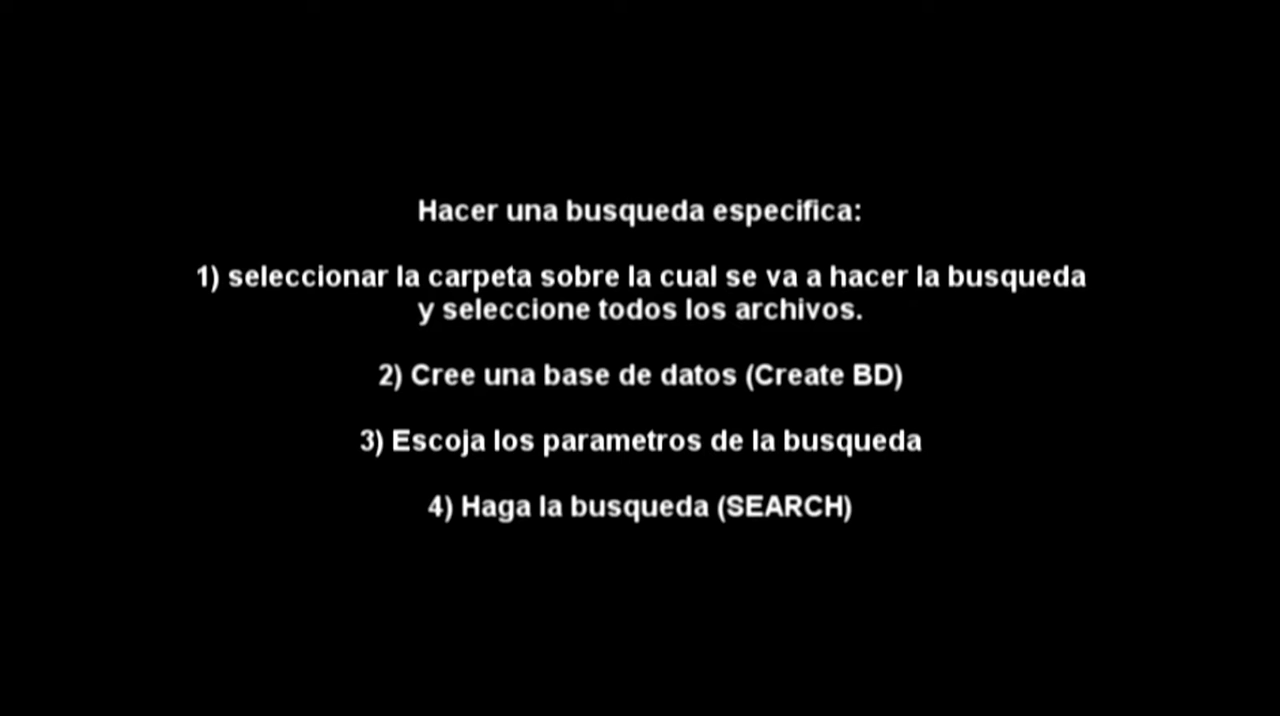 Hacer una busqueda especifica:
1) seleccionar la carpeta sobre la cual se va a hacer la busqueda
y seleccione todos los archivos.
2) Cree una base de datos (Create BD)
3) Escoja los parametros de la busqueda
4) Haga la busqueda (SEARCH)